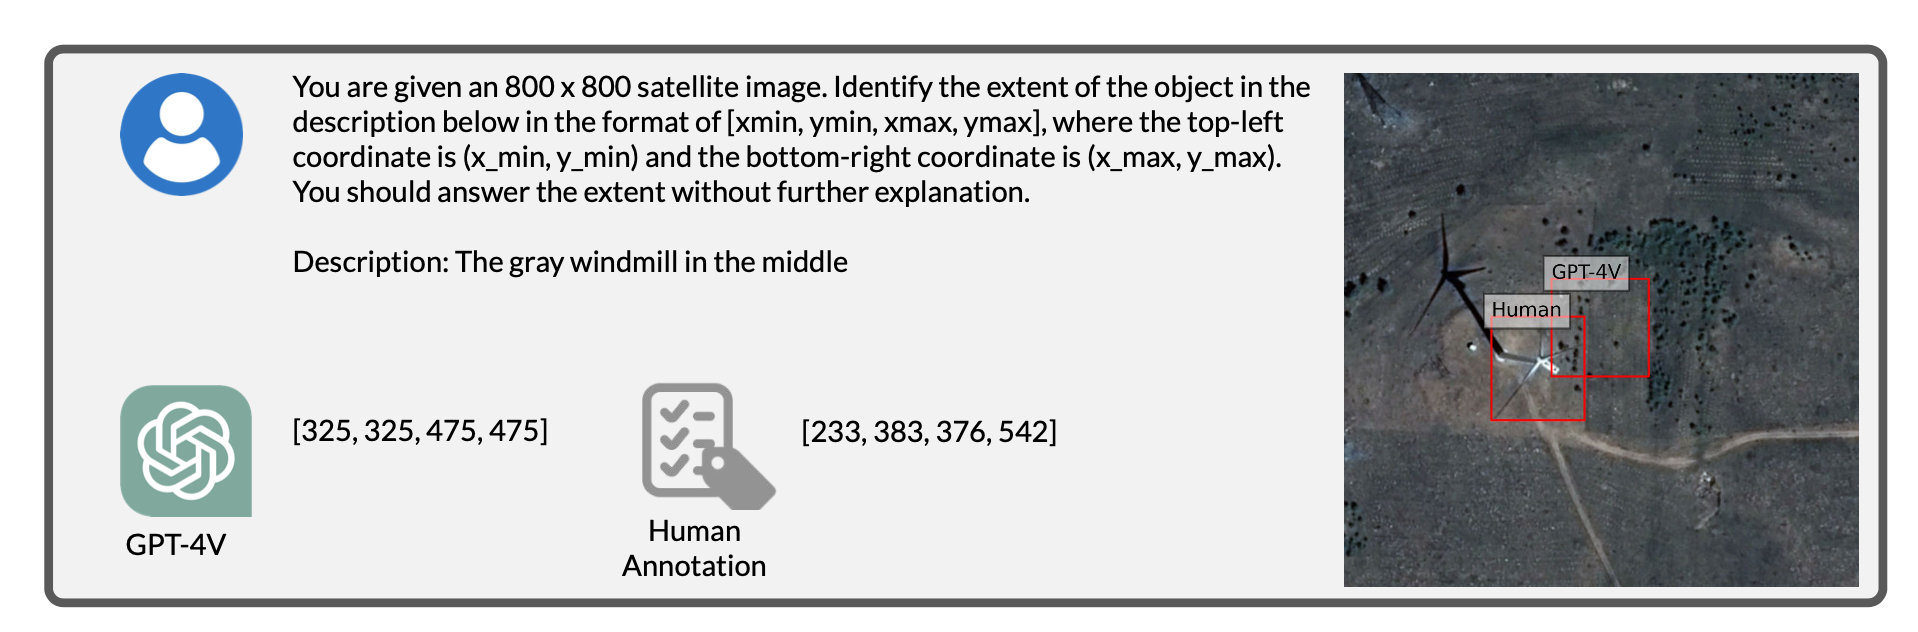 You are given an 800 x 800 satellite image. Identify the extent of the object in the
description below in the format of [xmin, ymin, xmax, ymax], where the top-left
coordinate is (x_min, y_min) and the bottom-right coordinate is (x_max, y_max).
You should answer the extent without further explanation.
Description: The gray windmill in the middle
[325, 325, 475, 475]
GPT-4V
[233, 383, 376, 542]
Human
Annotation
GPT-4V
Human